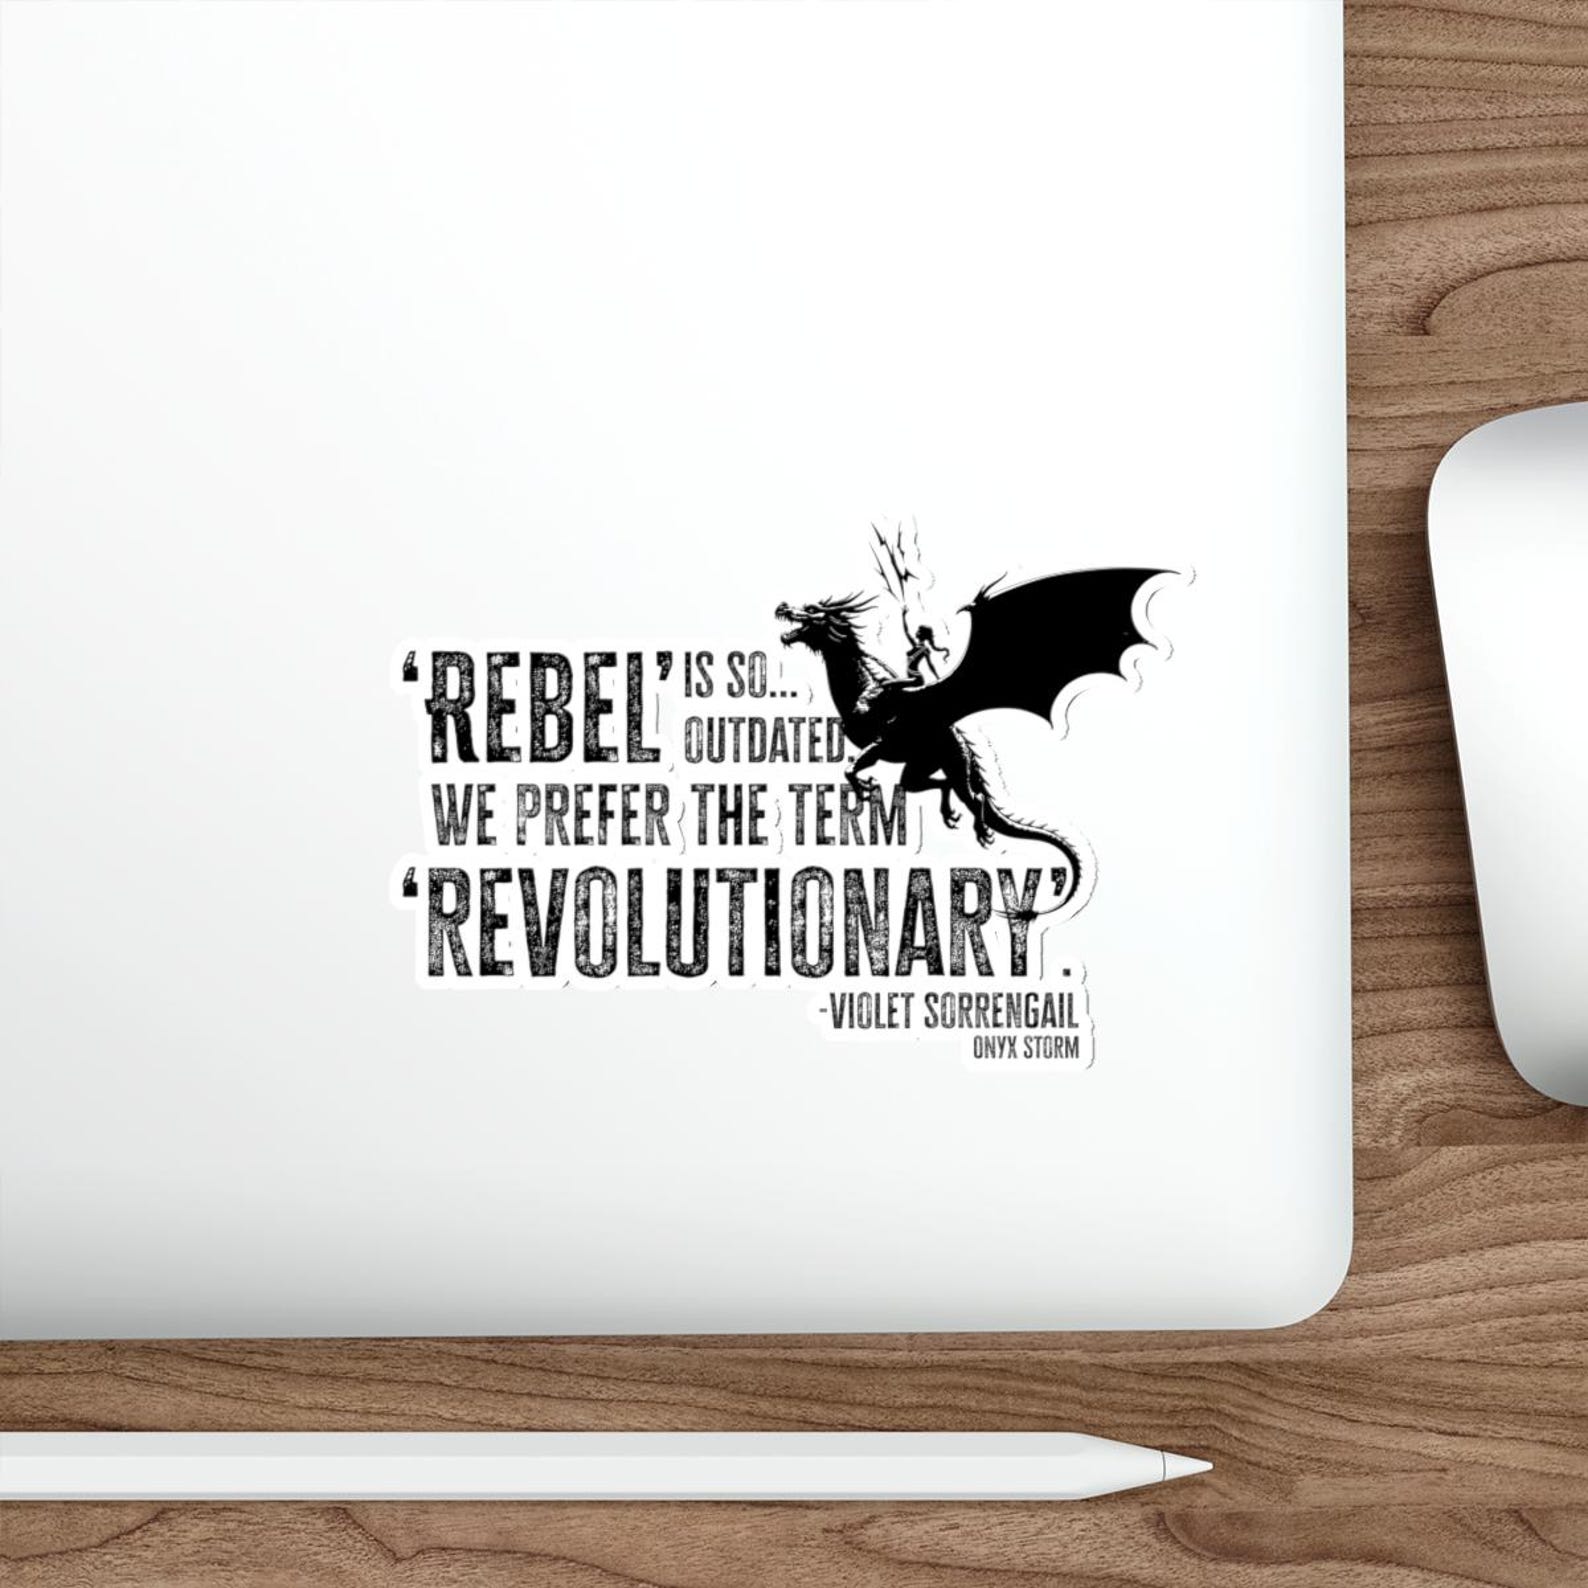 ‘REBEL’ IS SO...
OUTDATED.
WE PREFER THE TERM
‘REVOLUTIONARY’.
-VIOLET SORRENGAIL
ONYX STORM